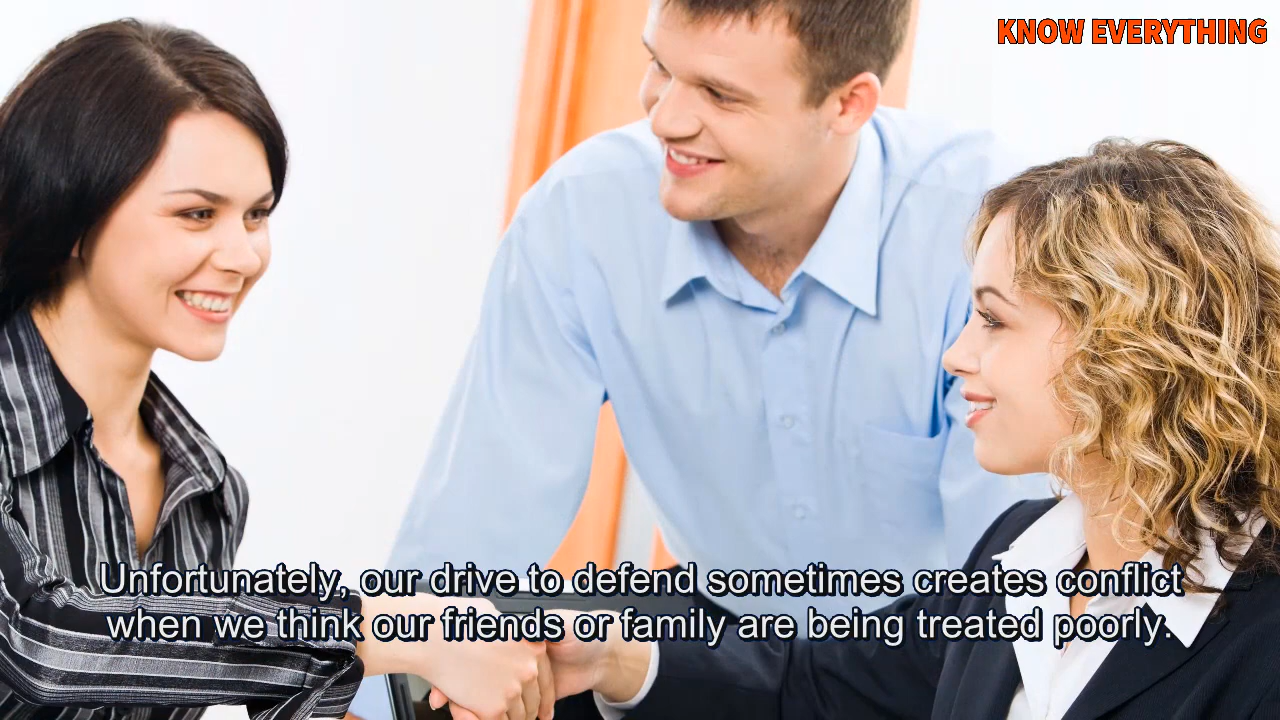 KNOW EVERYTHING
Unfortunately, our drive to defend sometimes creates conflict
when we think our friends or family are being treated poorly.